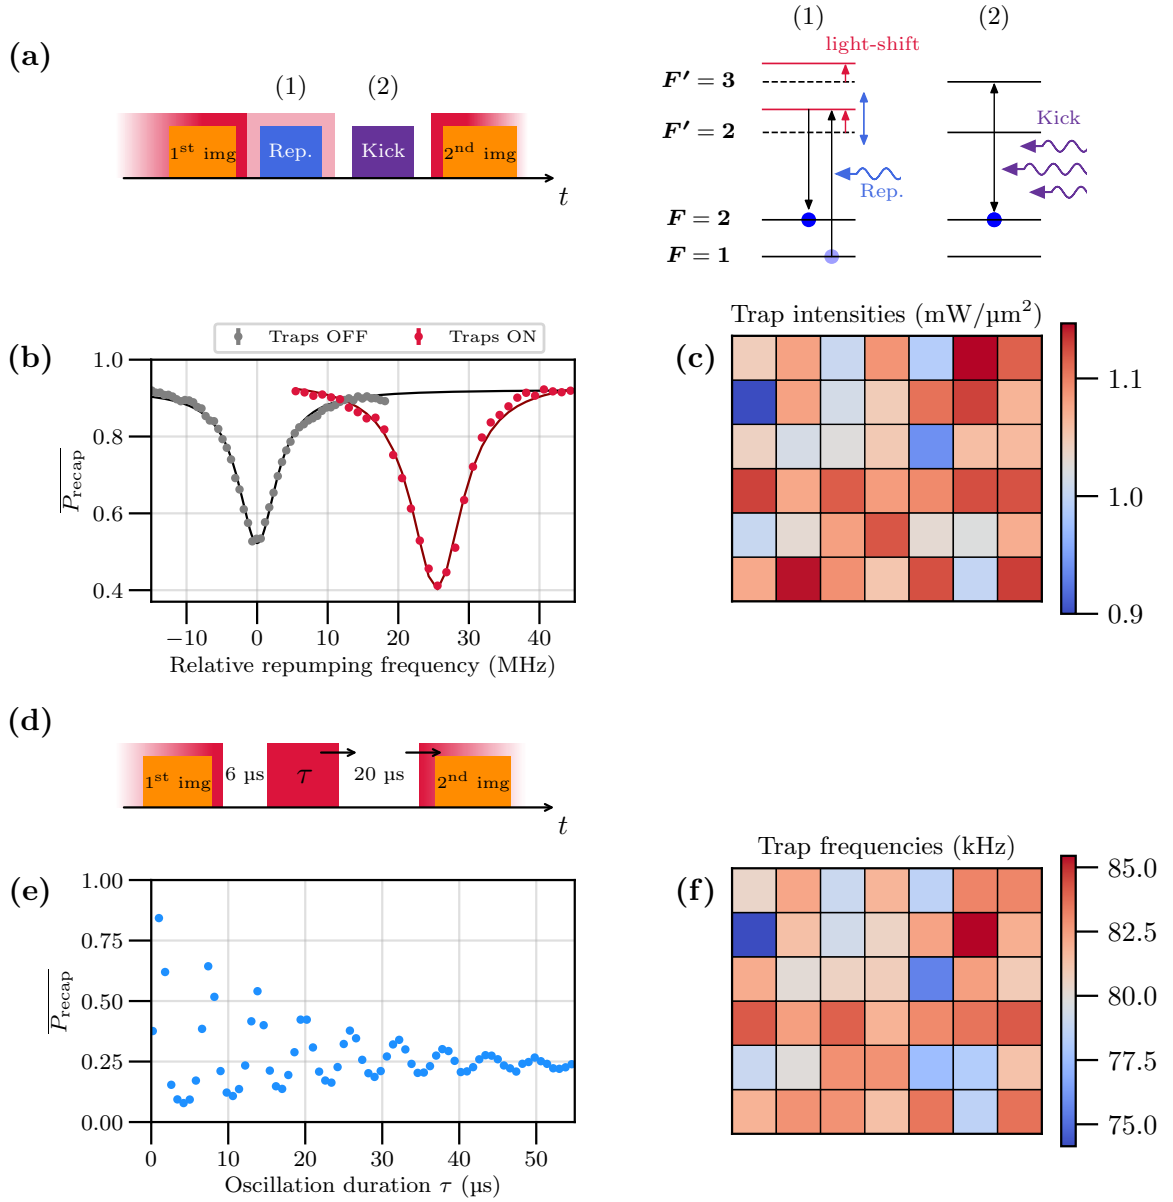 (a)
(1)
(2)
1st img
Rep.
Kick
2nd img
t
(1)
(2)
light-shift
F' = 3
F' = 2
Kick
Rep.
F = 2
F = 1
(b)
Traps OFF
Traps ON
1.0
0.8
0.6
0.4
P_recap
−10
0
10
20
30
40
Relative repumping frequency (MHz)
(c)
Trap intensities (mW/µm²)
1.1
1.0
0.9
(d)
1st img
6 µs
τ
20 µs
2nd img
t
(e)
1.00
0.75
0.50
0.25
0.00
P_recap
0
10
20
30
40
50
Oscillation duration τ (µs)
(f)
Trap frequencies (kHz)
85.0
82.5
80.0
77.5
75.0